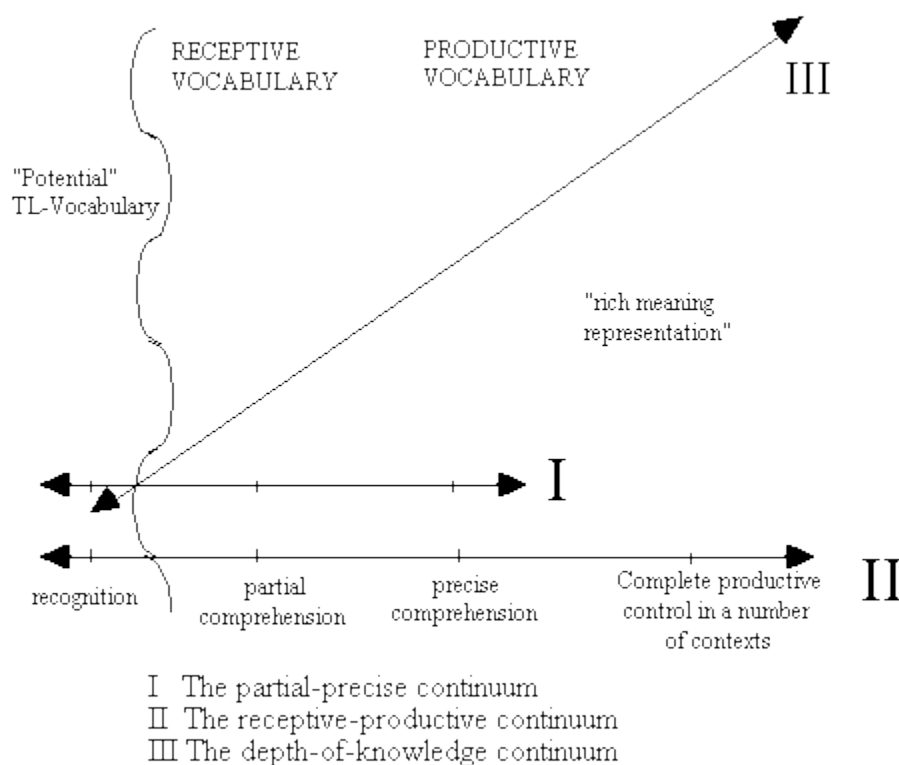 RECEPTIVE
VOCABULARY
PRODUCTIVE
VOCABULARY
III
"Potential"
TL-Vocabulary
"rich meaning
representation"
I
II
recognition
partial
comprehension
precise
comprehension
Complete productive
control in a number
of contexts
I The partial-precise continuum
II The receptive-productive continuum
III The depth-of-knowledge continuum